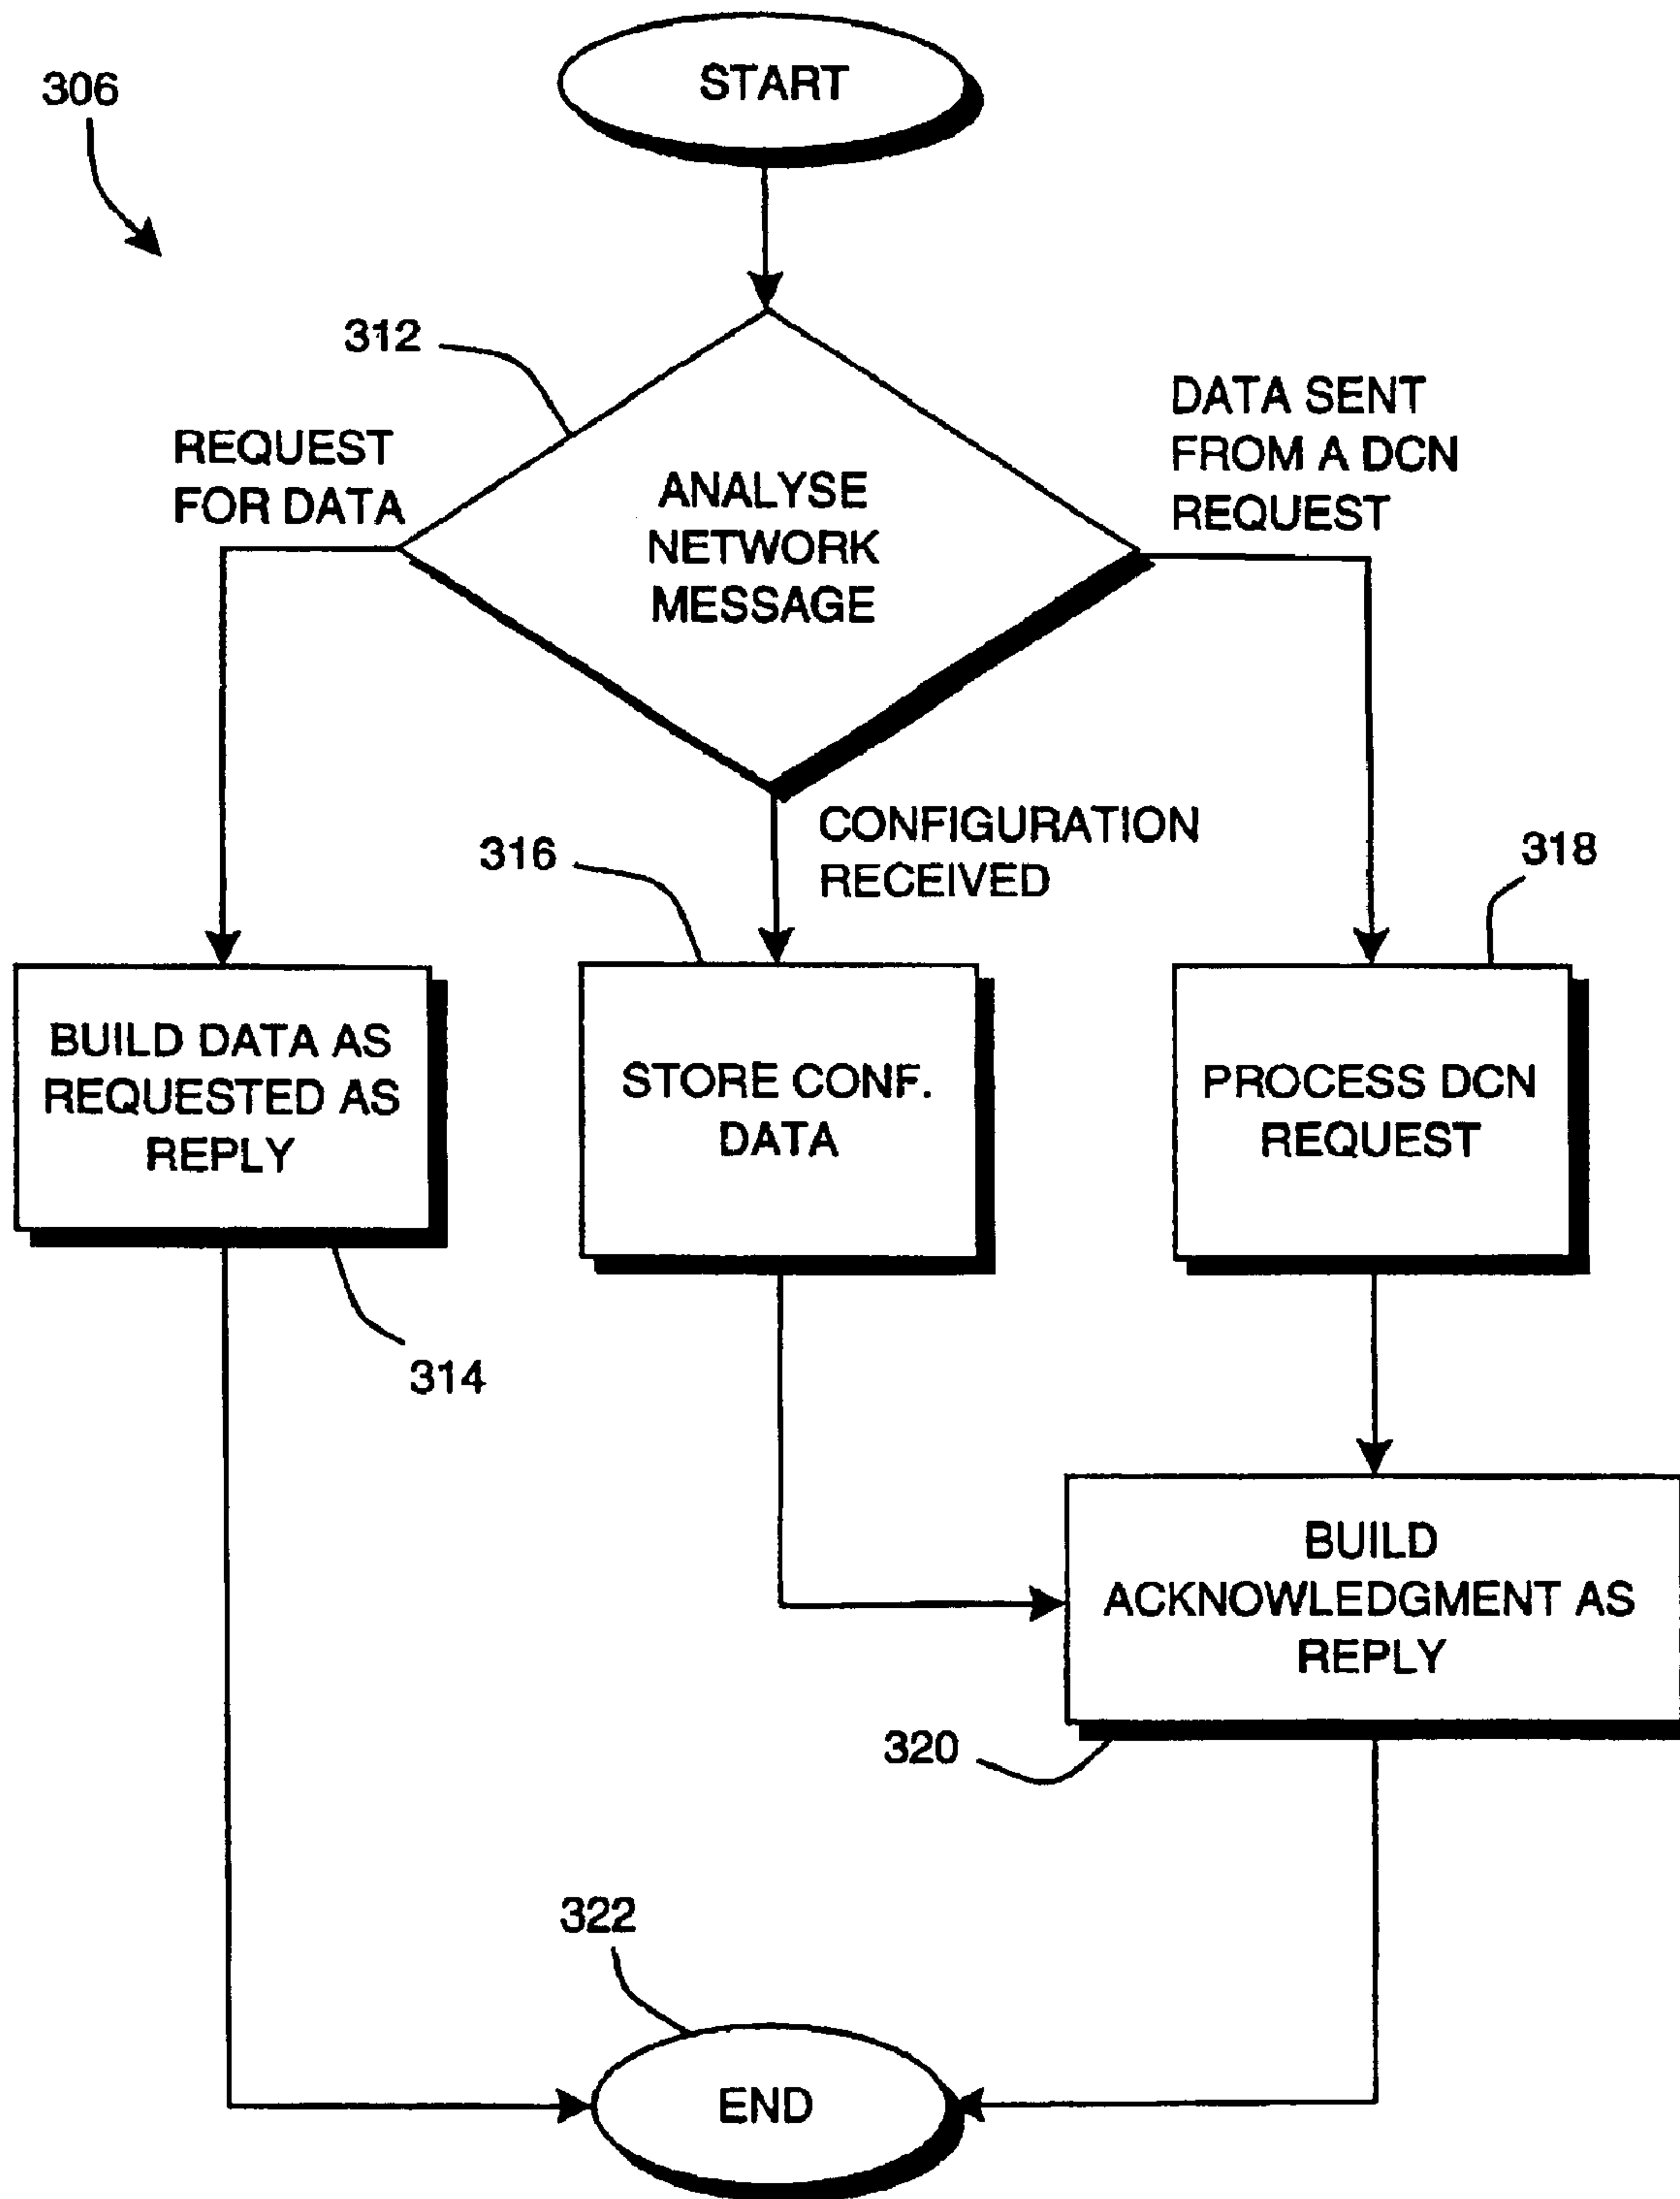 START
306
312
REQUEST
FOR DATA
ANALYSE
NETWORK
MESSAGE
DATA SENT
FROM A DCN
REQUEST
316
CONFIGURATION
RECEIVED
318
BUILD DATA AS
REQUESTED AS
REPLY
STORE CONF.
DATA
PROCESS DCN
REQUEST
314
BUILD
ACKNOWLEDGMENT AS
REPLY
320
322
END